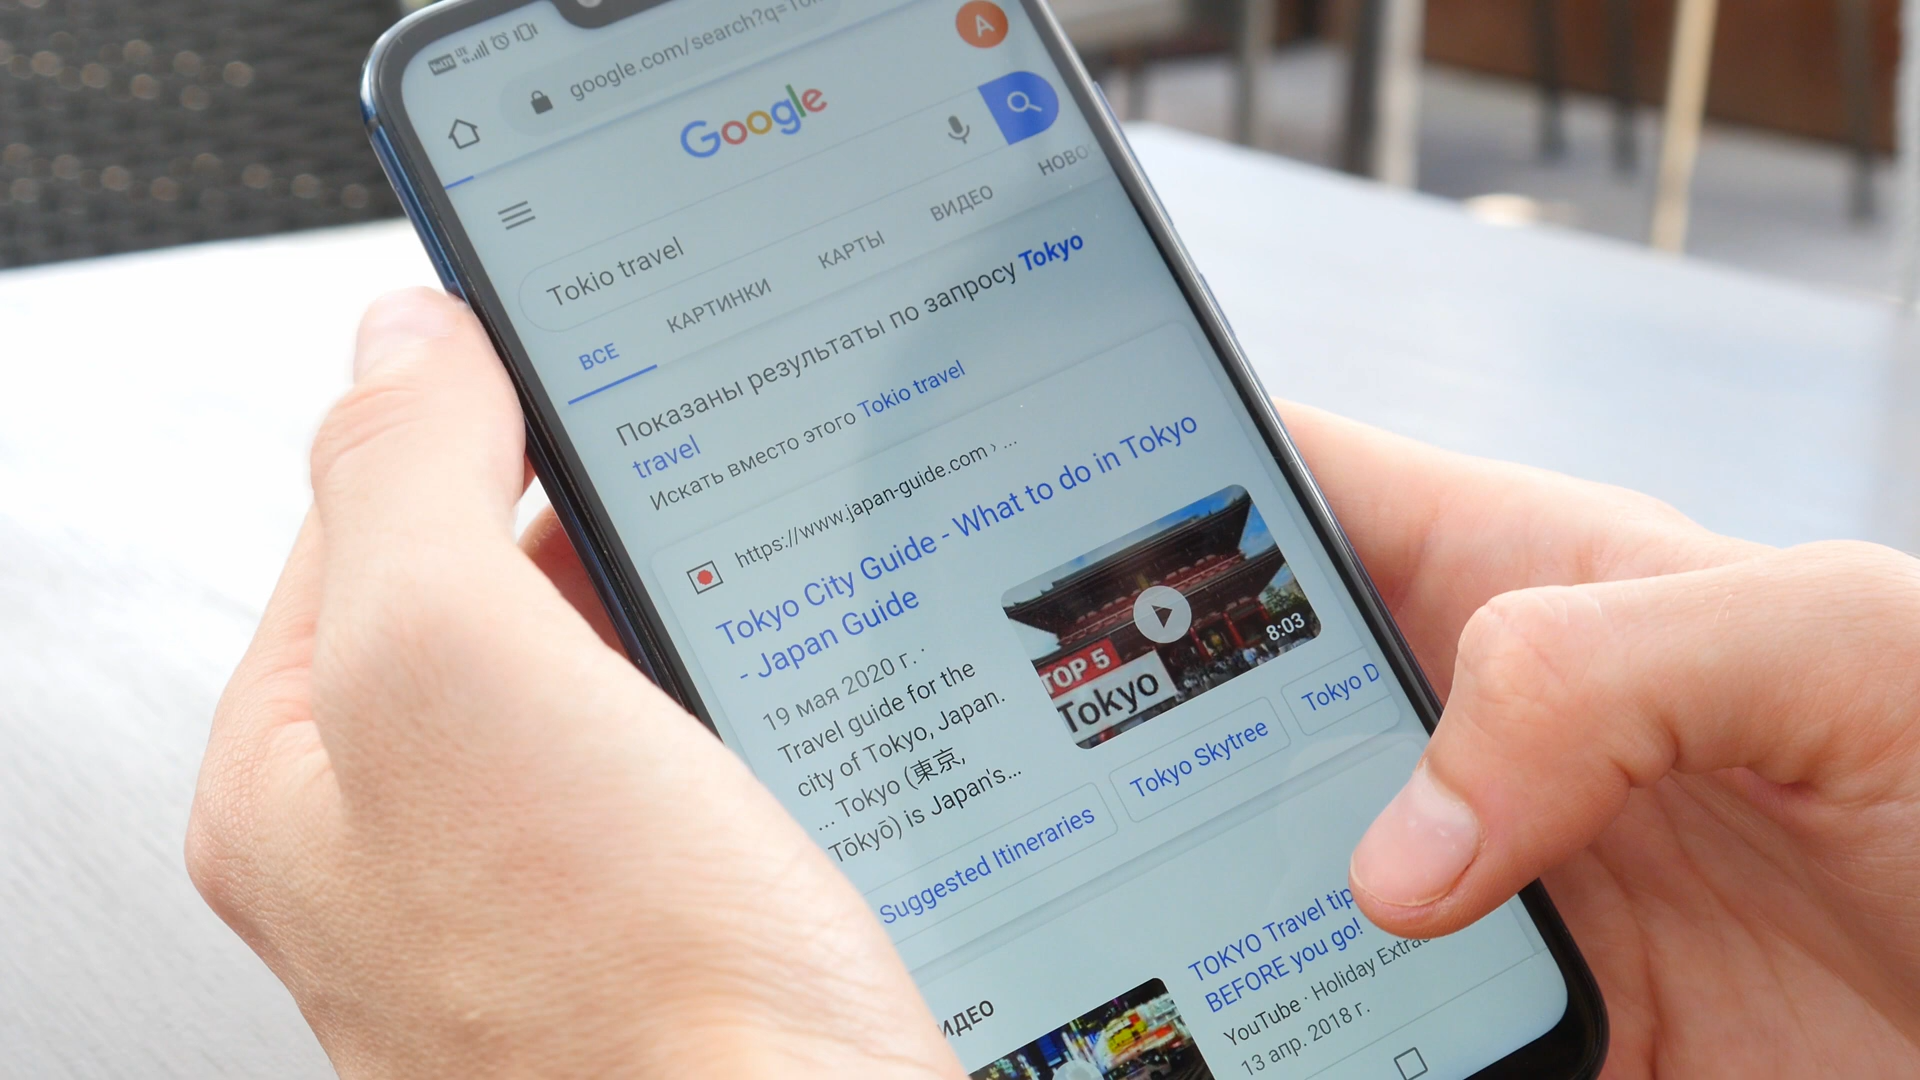 google.com/search?q=Tok
A
Google
Tokio travel
ВСЕ КАРТИНКИ КАРТЫ ВИДЕО НОВО
Показаны результаты по запросу Tokyo
travel
Искать вместо этого Tokio travel
https://www.japan-guide.com › ...
Tokyo City Guide - What to do in Tokyo
- Japan Guide
19 мая 2020 г. ·
Travel guide for the
city of Tokyo, Japan.
... Tokyo (東京,
Tōkyō) is Japan's...
TOP 5
Tokyo
8:03
Suggested Itineraries
Tokyo Skytree
Tokyo D
ИДЕО
TOKYO Travel tip
BEFORE you go!
YouTube · Holiday Extras
13 апр. 2018 г.